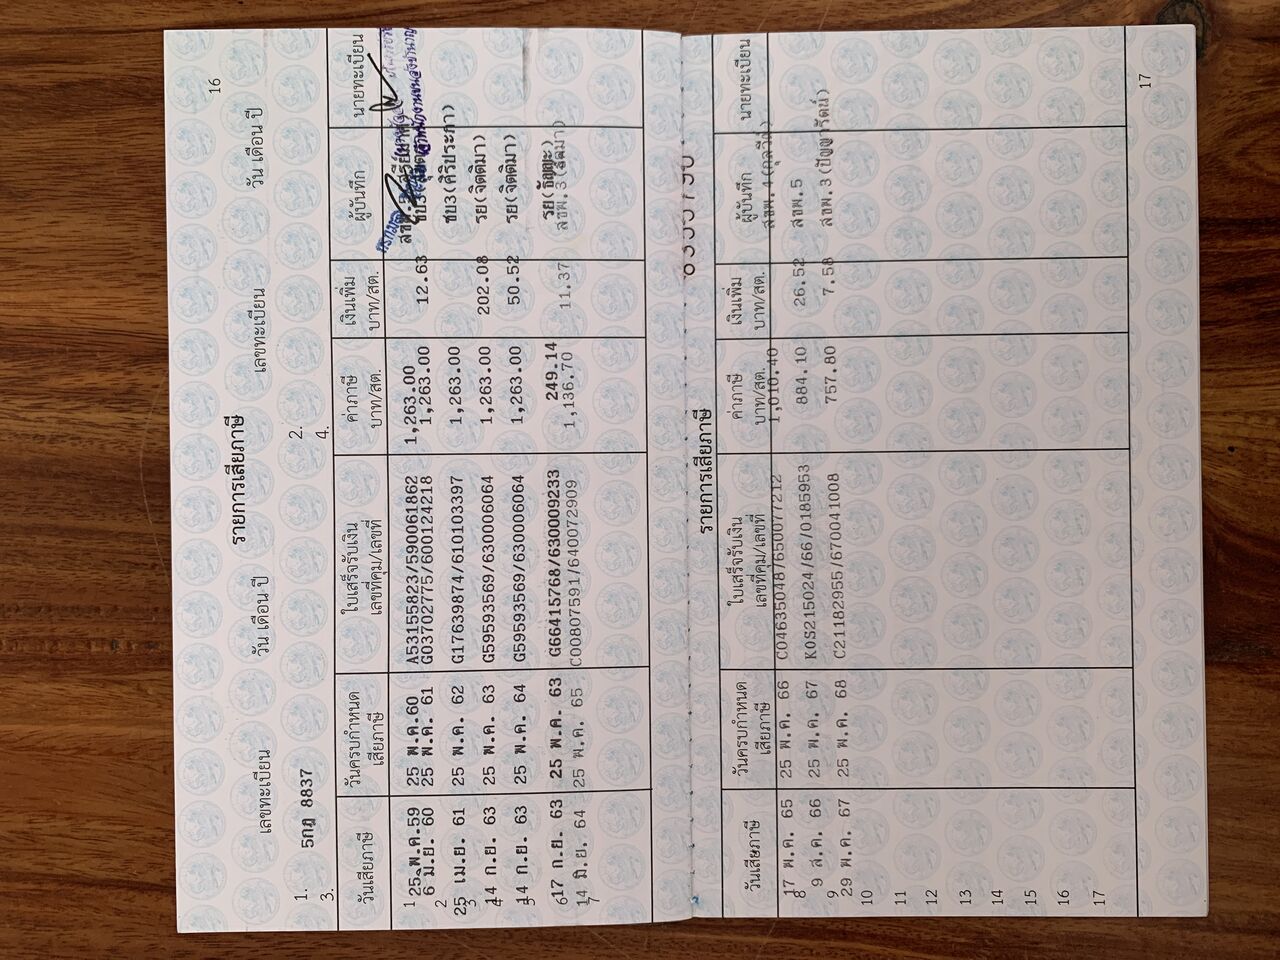 16
รายการเสียภาษี
เลขทะเบียน วัน เดือน ปี เลขทะเบียน วัน เดือน ปี
1. 5กฎ 8837 2.
3. 4.
วันเสียภาษี วันครบกำหนดเสียภาษี ใบเสร็จรับเงิน เลขที่คุม/เลขที่ ค่าภาษี บาท/สต. เงินเพิ่ม บาท/สต. ผู้บันทึก นายทะเบียน
1 25 พ.ค.59 25 พ.ค.60 A53155823/590061862 1,263.00
6 มิ.ย. 60 25 พ.ค. 61 G03702775/600124218 1,263.00 12.63
2 25 เม.ย. 61 25 พ.ค. 62 G17639874/610103397 1,263.00 ชบ3(ศิริประภา)
3 14 ก.ย. 63 25 พ.ค. 63 G59593569/630006064 1,263.00 202.08 รย(จิตติมา)
14 ก.ย. 63 25 พ.ค. 64 G59593569/630006064 1,263.00 50.52 รย(จิตติมา)
6 17 ก.ย. 63 25 พ.ค. 63 G66415768/630009233 249.14
7 14 มิ.ย. 64 25 พ.ค. 65 C00807591/640072909 1,136.70 11.37 สขพ.3
รายการเสียภาษี
วันเสียภาษี วันครบกำหนดเสียภาษี ใบเสร็จรับเงิน เลขที่คุม/เลขที่ ค่าภาษี บาท/สต. เงินเพิ่ม บาท/สต. ผู้บันทึก นายทะเบียน
8 17 พ.ค. 65 25 พ.ค. 66 C04635048/650077212 1,010.40 สขพ.4
9 ส.ค. 66 25 พ.ค. 67 K0S215024/66/0185953 884.10 26.52 สขพ.5
9 29 พ.ค. 67 25 พ.ค. 68 C21182955/670041008 757.80 7.58 สขพ.3(ปัญญารัตน์)
10
11
12
13
14
15
16
17
17